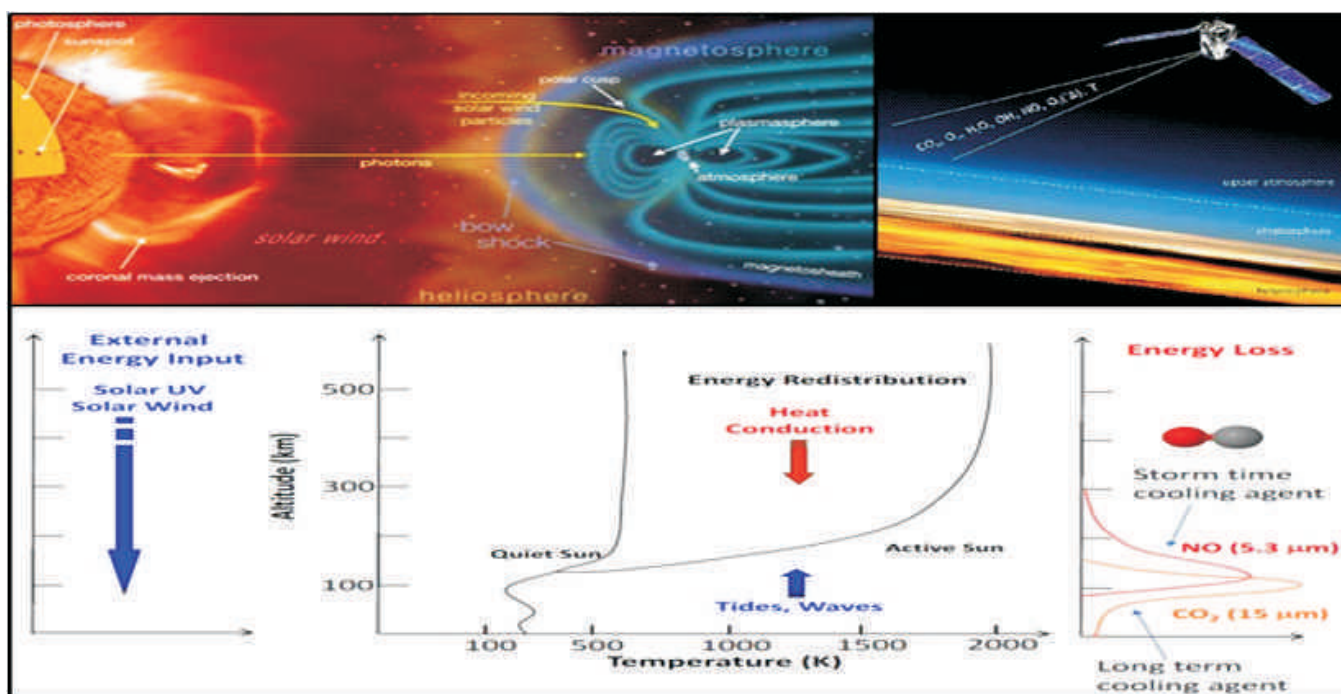 photosphere
sunspot
coronal mass ejection
solar wind
photons
incoming
solar wind
particles
heliosphere
bow
shock
polar cusp
magnetosphere
plasmasphere
atmosphere
magnetosheath
upper atmosphere
stratosphere
External
Energy Input
Solar UV
Solar Wind
Altitude (km)
500
300
100
Energy Redistribution
Heat
Conduction
Quiet Sun
Active Sun
Tides, Waves
100
500
1000
1500
2000
Temperature (K)
Energy Loss
Storm time
cooling agent
NO (5.3 μm)
CO₂ (15 μm)
Long term
cooling agent